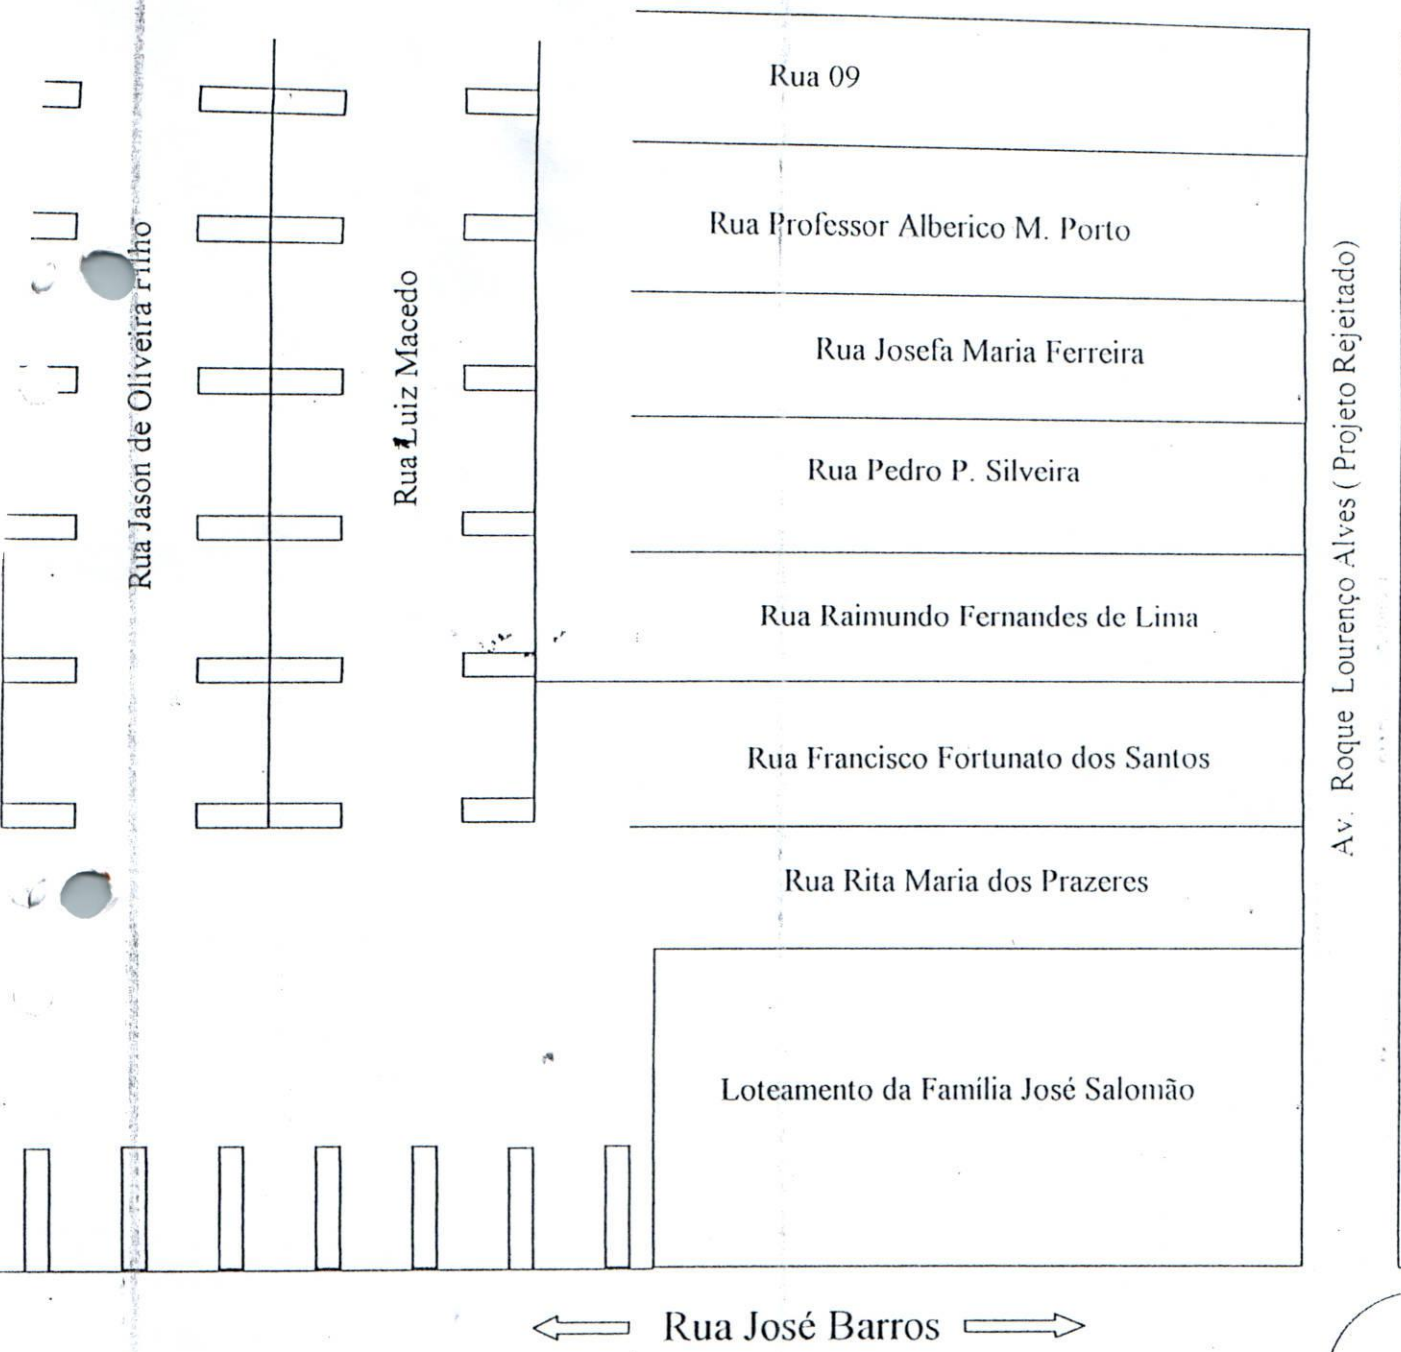 Rua 09
Rua Professor Alberico M. Porto
Rua Josefa Maria Ferreira
Rua Pedro P. Silveira
Rua Raimundo Fernandes de Lima
Rua Francisco Fortunato dos Santos
Rua Rita Maria dos Prazeres
Loteamento da Família José Salomão
Rua José Barros
Rua Jason de Oliveira Filho
Rua Luiz Macedo
Av. Roque Lourenço Alves ( Projeto Rejeitado)